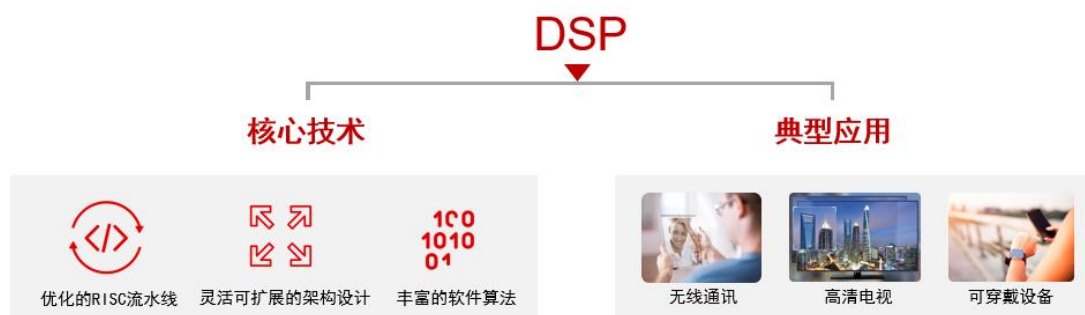 DSP
核心技术
典型应用
</>
100
1010
01
优化的RISC流水线
灵活可扩展的架构设计
丰富的软件算法
无线通讯
高清电视
可穿戴设备